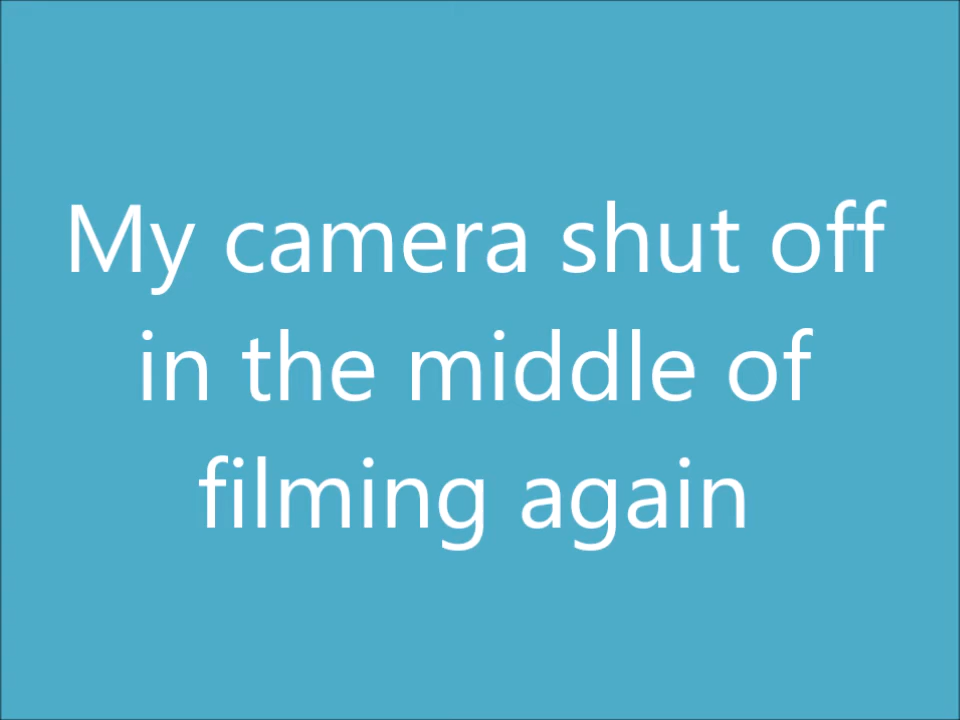 My camera shut off
in the middle of
filming again